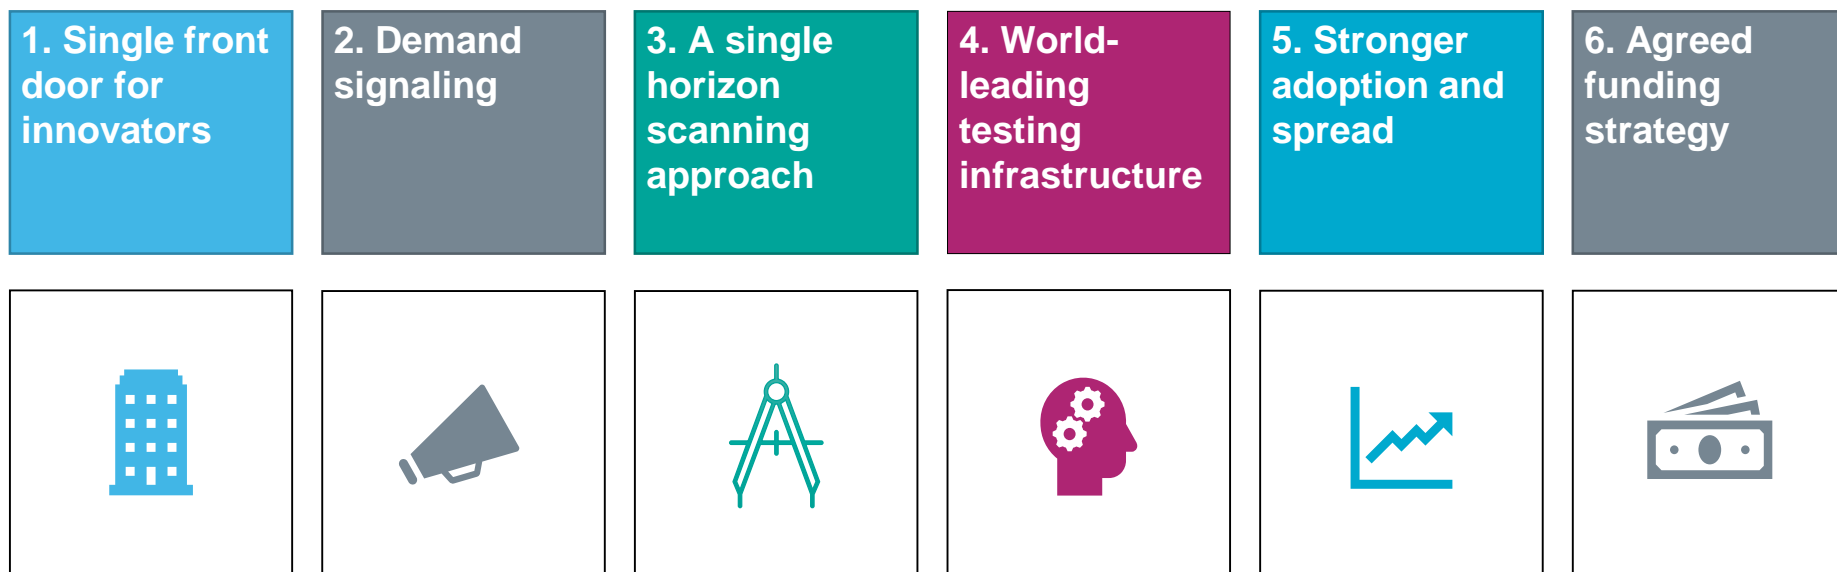 1. Single front
door for
innovators
2. Demand
signaling
3. A single
horizon
scanning
approach
4. World-
leading
testing
infrastructure
5. Stronger
adoption and
spread
6. Agreed
funding
strategy